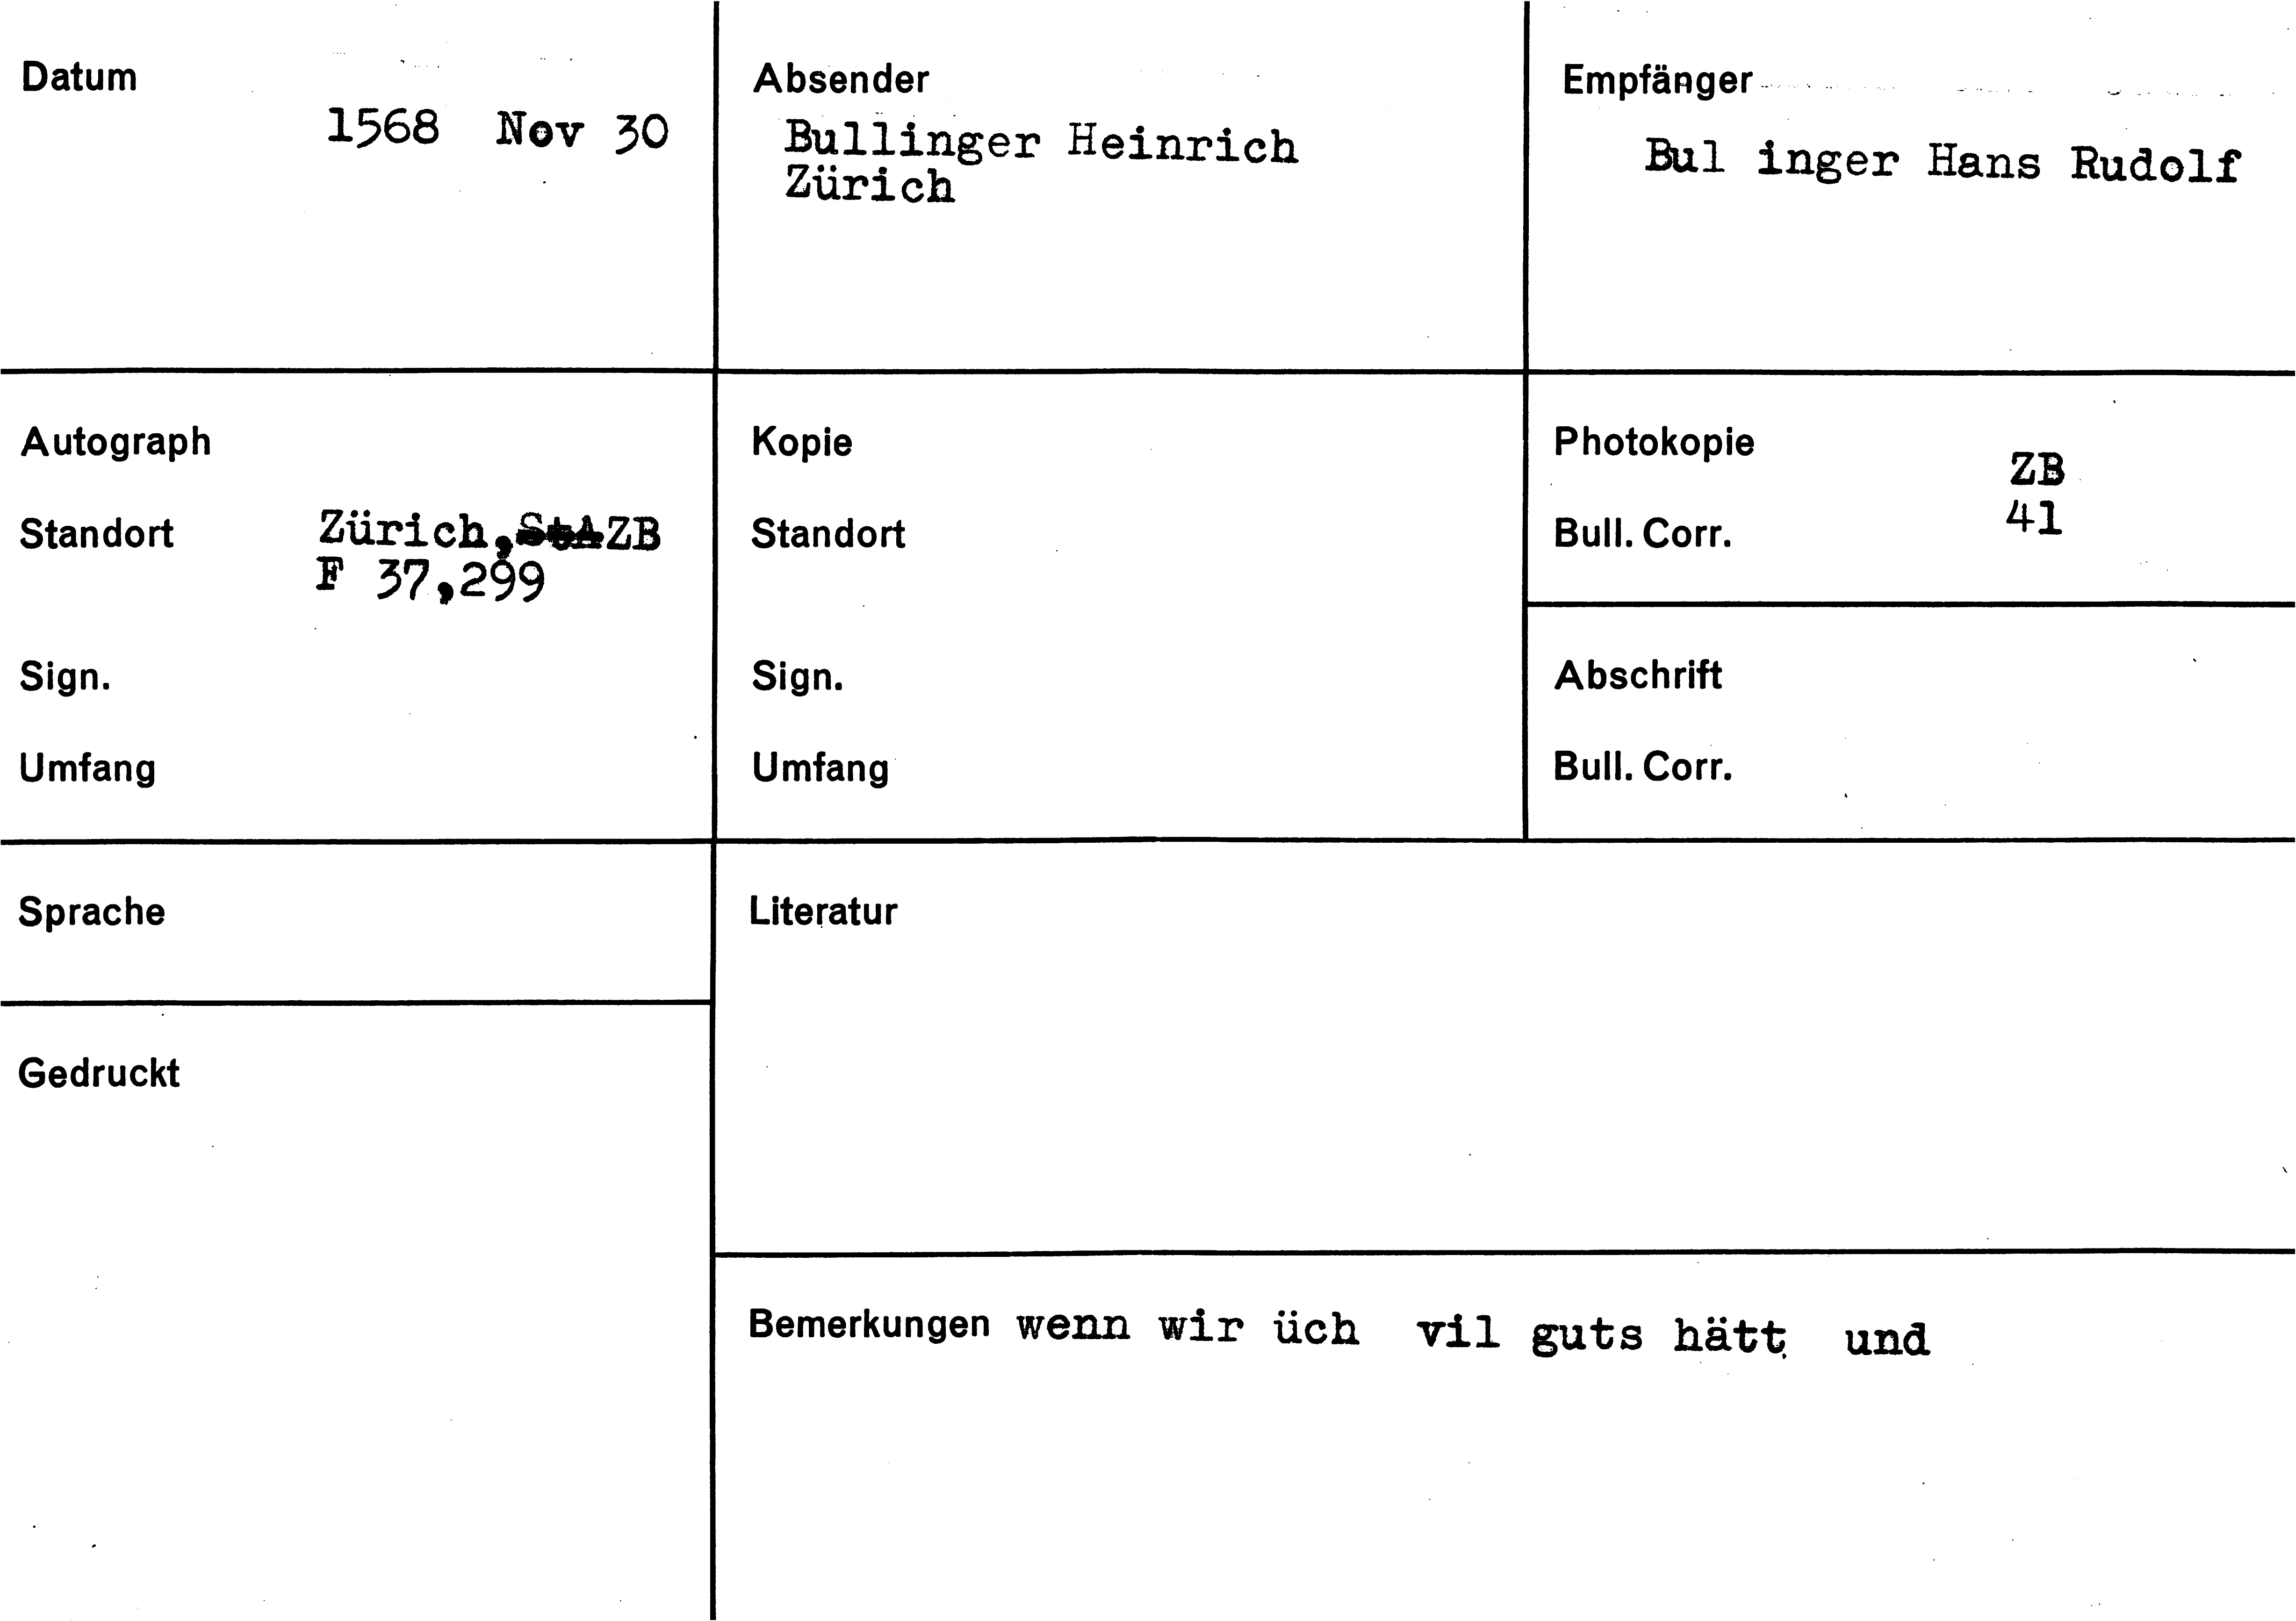 Datum
1568 Nov 30
Absender
Bullinger Heinrich
Zürich
Empfänger
Bul inger Hans Rudolf
Autograph
Standort Zürich, StA ZB
F 37,299
Sign.
Umfang
Kopie
Standort
Sign.
Umfang
Photokopie ZB
Bull. Corr. 41
Abschrift
Bull. Corr.
Sprache
Literatur
Gedruckt
Bemerkungen wenn wir üch vil guts hätt und